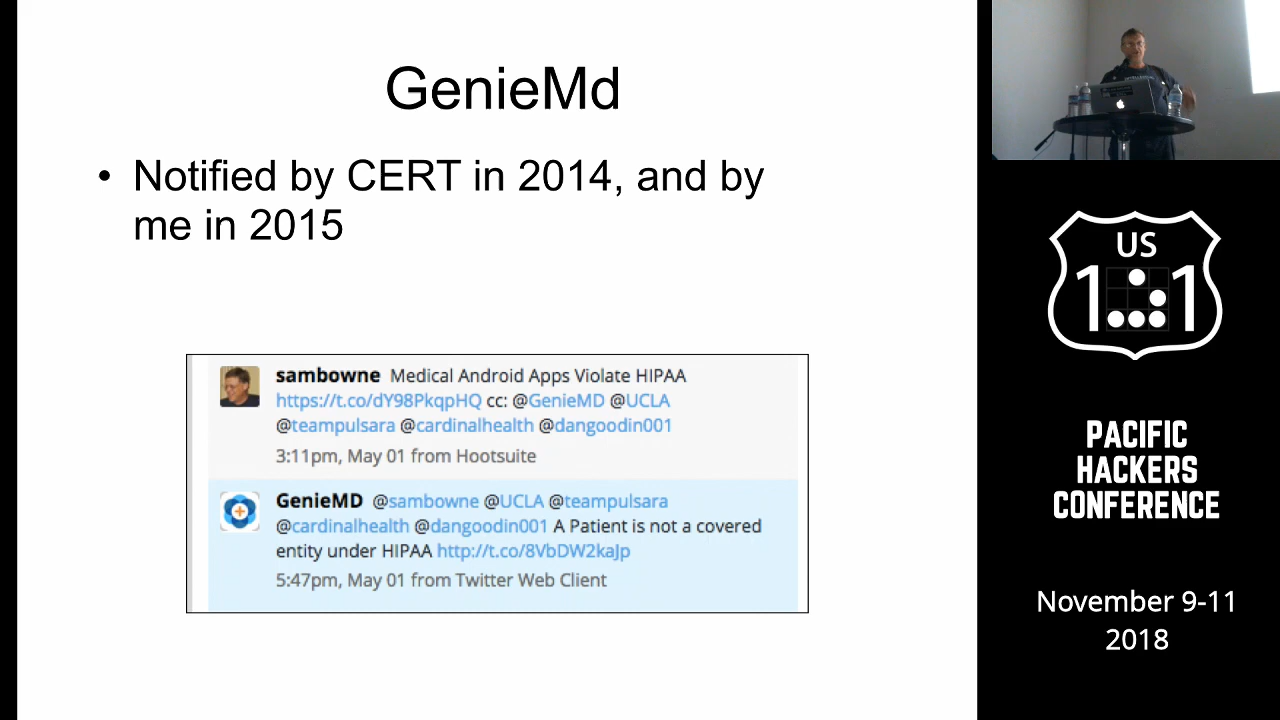 GenieMd
• Notified by CERT in 2014, and by
me in 2015
sambowne Medical Android Apps Violate HIPAA
https://t.co/dY98PkqpHQ cc: @GenieMD @UCLA
@teampulsara @cardinalhealth @dangoodin001
3:11pm, May 01 from Hootsuite
GenieMD @sambowne @UCLA @teampulsara
@cardinalhealth @dangoodin001 A Patient is not a covered
entity under HIPAA http://t.co/8VbDW2kaJp
5:47pm, May 01 from Twitter Web Client
US
1 1
PACIFIC
HACKERS
CONFERENCE
November 9-11
2018